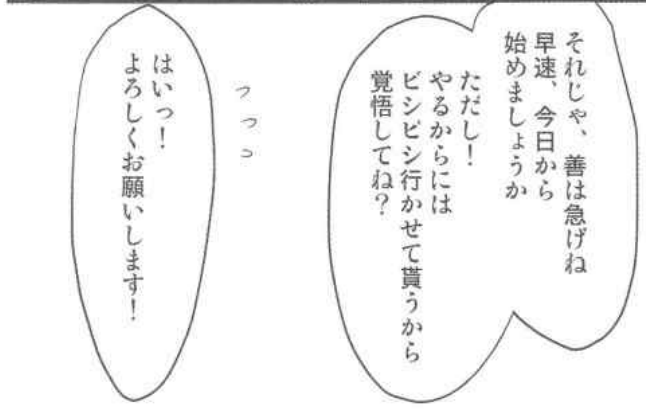 それじゃ、善は急げね
早速、今日から
始めましょうか
ただし！
やるからには
ビシビシ行かせて貰うから
覚悟してね？
っっっ
はいっ！
よろしくお願いします！